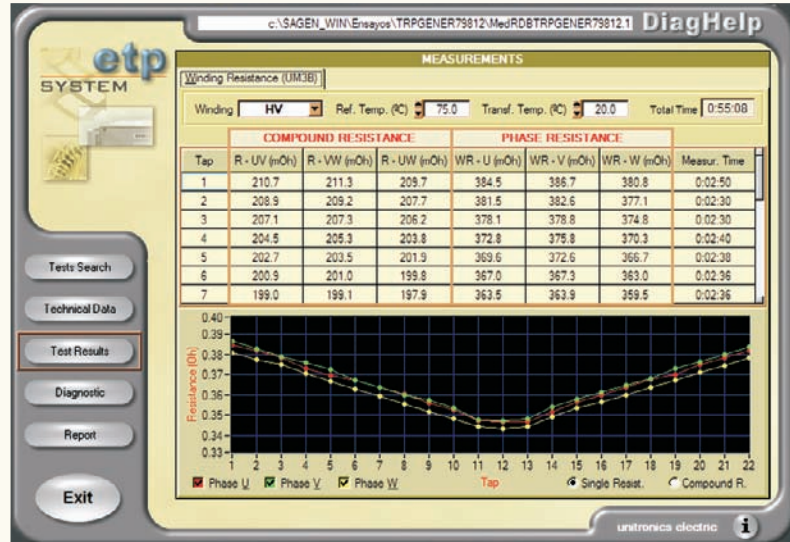 c:\SAGEN_WIN\Ensayos\TRPGENER79812\MedRDBTRPGENER79812.1 DiagHelp
etp
SYSTEM
MEASUREMENTS
Winding Resistance (UM3B)
Winding HV Ref. Temp. (ºC) 75.0 Transf. Temp. (ºC) 20.0 Total Time 0:55:08
COMPOUND RESISTANCE PHASE RESISTANCE
Tap R - UV (mOh) R - VW (mOh) R - UW (mOh) WR - U (mOh) WR - V (mOh) WR - W (mOh) Measur. Time
1 210.7 211.3 209.7 384.5 386.7 380.8 0:02:50
2 208.9 209.2 207.7 381.5 382.6 377.1 0:02:30
3 207.1 207.3 206.2 378.1 378.8 374.8 0:02:30
4 204.5 205.3 203.8 372.8 375.8 370.3 0:02:40
5 202.7 203.5 201.9 369.6 372.6 366.7 0:02:38
6 200.9 201.0 199.8 367.0 367.3 363.0 0:02:36
7 199.0 199.1 197.9 363.5 363.9 359.5 0:02:36
Tests Search
Technical Data
Test Results
Diagnostic
Report
Exit
Resistance (Oh)
0.40
0.39
0.38
0.37
0.36
0.35
0.34
0.33
1 2 3 4 5 6 7 8 9 10 11 12 13 14 15 16 17 18 19 20 21 22
Phase U Phase V Phase W Tap Single Resist. Compound R.
unitronics electric i